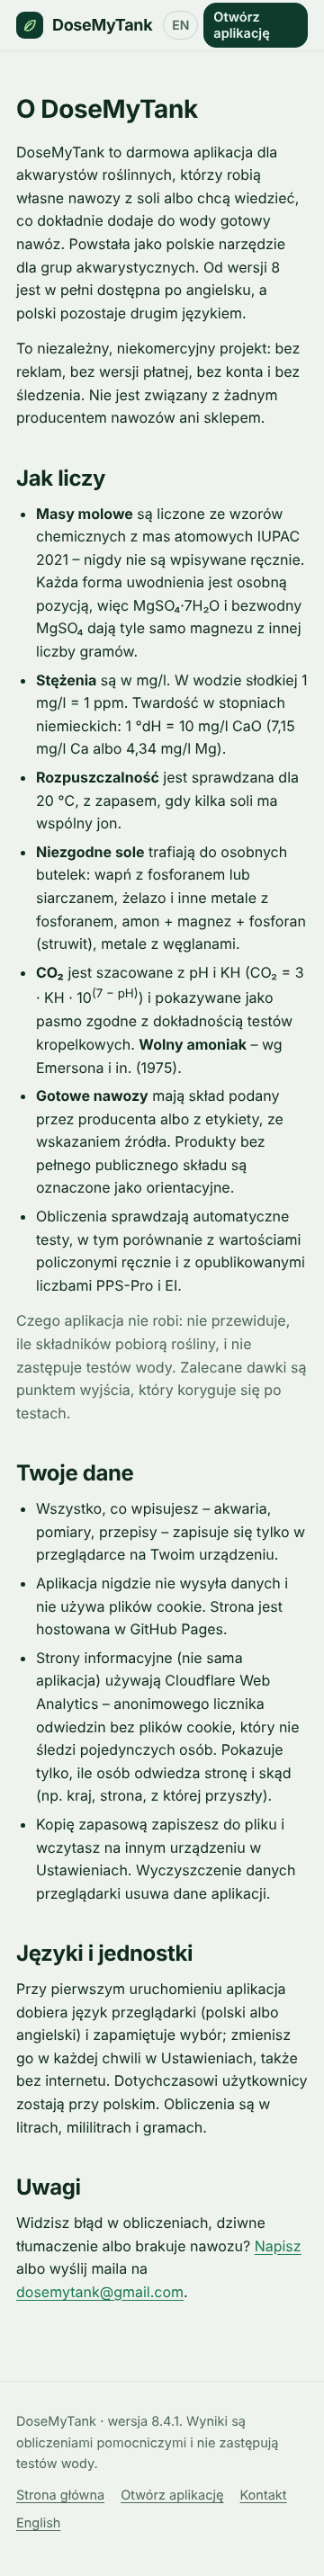 DoseMyTank
EN
Otwórz
aplikację
O DoseMyTank
DoseMyTank to darmowa aplikacja dla
akwarystów roślinnych, którzy robią
własne nawozy z soli albo chcą wiedzieć,
co dokładnie dodaje do wody gotowy
nawóz. Powstała jako polskie narzędzie
dla grup akwarystycznych. Od wersji 8
jest w pełni dostępna po angielsku, a
polski pozostaje drugim językiem.
To niezależny, niekomercyjny projekt: bez
reklam, bez wersji płatnej, bez konta i bez
śledzenia. Nie jest związany z żadnym
producentem nawozów ani sklepem.
Jak liczy
• Masy molowe są liczone ze wzorów
chemicznych z mas atomowych IUPAC
2021 – nigdy nie są wpisywane ręcznie.
Każda forma uwodnienia jest osobną
pozycją, więc MgSO₄·7H₂O i bezwodny
MgSO₄ dają tyle samo magnezu z innej
liczby gramów.
• Stężenia są w mg/l. W wodzie słodkiej 1
mg/l = 1 ppm. Twardość w stopniach
niemieckich: 1 °dH = 10 mg/l CaO (7,15
mg/l Ca albo 4,34 mg/l Mg).
• Rozpuszczalność jest sprawdzana dla
20 °C, z zapasem, gdy kilka soli ma
wspólny jon.
• Niezgodne sole trafiają do osobnych
butelek: wapń z fosforanem lub
siarczanem, żelazo i inne metale z
fosforanem, amon + magnez + fosforan
(struwit), metale z węglanami.
• CO₂ jest szacowane z pH i KH (CO₂ = 3
· KH · 10^(7 − pH)) i pokazywane jako
pasmo zgodne z dokładnością testów
kropelkowych. Wolny amoniak – wg
Emersona i in. (1975).
• Gotowe nawozy mają skład podany
przez producenta albo z etykiety, ze
wskazaniem źródła. Produkty bez
pełnego publicznego składu są
oznaczone jako orientacyjne.
• Obliczenia sprawdzają automatyczne
testy, w tym porównanie z wartościami
policzonymi ręcznie i z opublikowanymi
liczbami PPS-Pro i EI.
Czego aplikacja nie robi: nie przewiduje,
ile składników pobiorą rośliny, i nie
zastępuje testów wody. Zalecane dawki są
punktem wyjścia, który koryguje się po
testach.
Twoje dane
• Wszystko, co wpisujesz – akwaria,
pomiary, przepisy – zapisuje się tylko w
przeglądarce na Twoim urządzeniu.
• Aplikacja nigdzie nie wysyła danych i
nie używa plików cookie. Strona jest
hostowana w GitHub Pages.
• Strony informacyjne (nie sama
aplikacja) używają Cloudflare Web
Analytics – anonimowego licznika
odwiedzin bez plików cookie, który nie
śledzi pojedynczych osób. Pokazuje
tylko, ile osób odwiedza stronę i skąd
(np. kraj, strona, z której przyszły).
• Kopię zapasową zapiszesz do pliku i
wczytasz na innym urządzeniu w
Ustawieniach. Wyczyszczenie danych
przeglądarki usuwa dane aplikacji.
Języki i jednostki
Przy pierwszym uruchomieniu aplikacja
dobiera język przeglądarki (polski albo
angielski) i zapamiętuje wybór; zmienisz
go w każdej chwili w Ustawieniach, także
bez internetu. Dotychczasowi użytkownicy
zostają przy polskim. Obliczenia są w
litrach, mililitrach i gramach.
Uwagi
Widzisz błąd w obliczeniach, dziwne
tłumaczenie albo brakuje nawozu? Napisz
albo wyślij maila na
dosemytank@gmail.com.
DoseMyTank · wersja 8.4.1. Wyniki są
obliczeniami pomocniczymi i nie zastępują
testów wody.
Strona główna Otwórz aplikację Kontakt
English